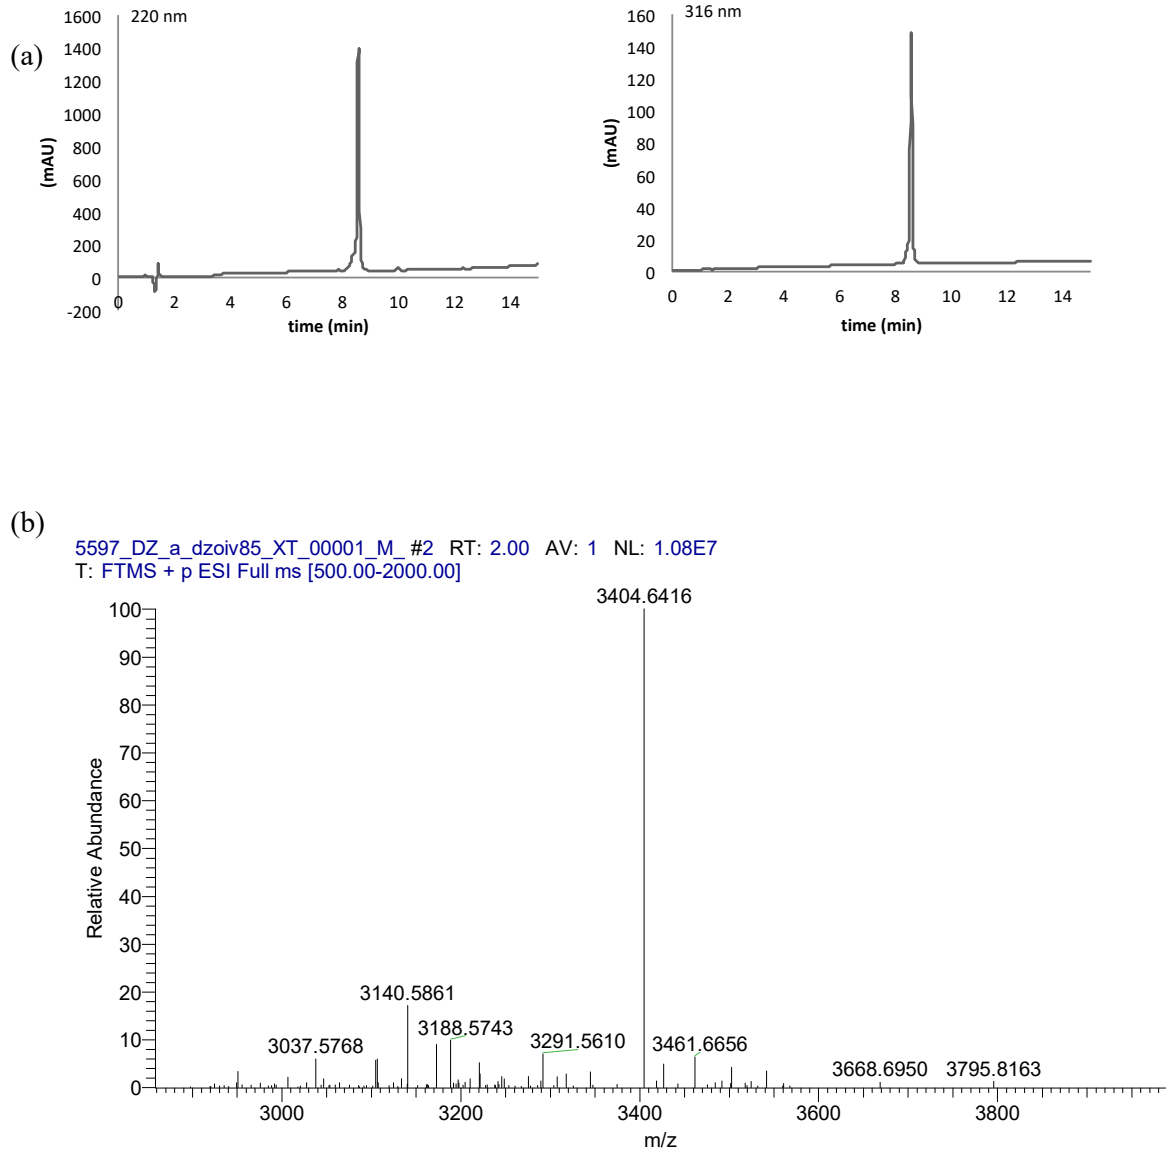 (a)
220 nm
1600
1400
1200
1000
800
600
400
200
0
-200
(mAU)
0 2 4 6 8 10 12 14
time (min)
316 nm
160
140
120
100
80
60
40
20
0
(mAU)
0 2 4 6 8 10 12 14
time (min)
(b)
5597_DZ_a_dzoiv85_XT_00001_M_ #2 RT: 2.00 AV: 1 NL: 1.08E7
T: FTMS + p ESI Full ms [500.00-2000.00]
3404.6416
100
90
80
70
60
50
40
30
20
10
0
Relative Abundance
3140.5861
3188.5743
3037.5768
3291.5610
3461.6656
3668.6950
3795.8163
3000 3200 3400 3600 3800
m/z